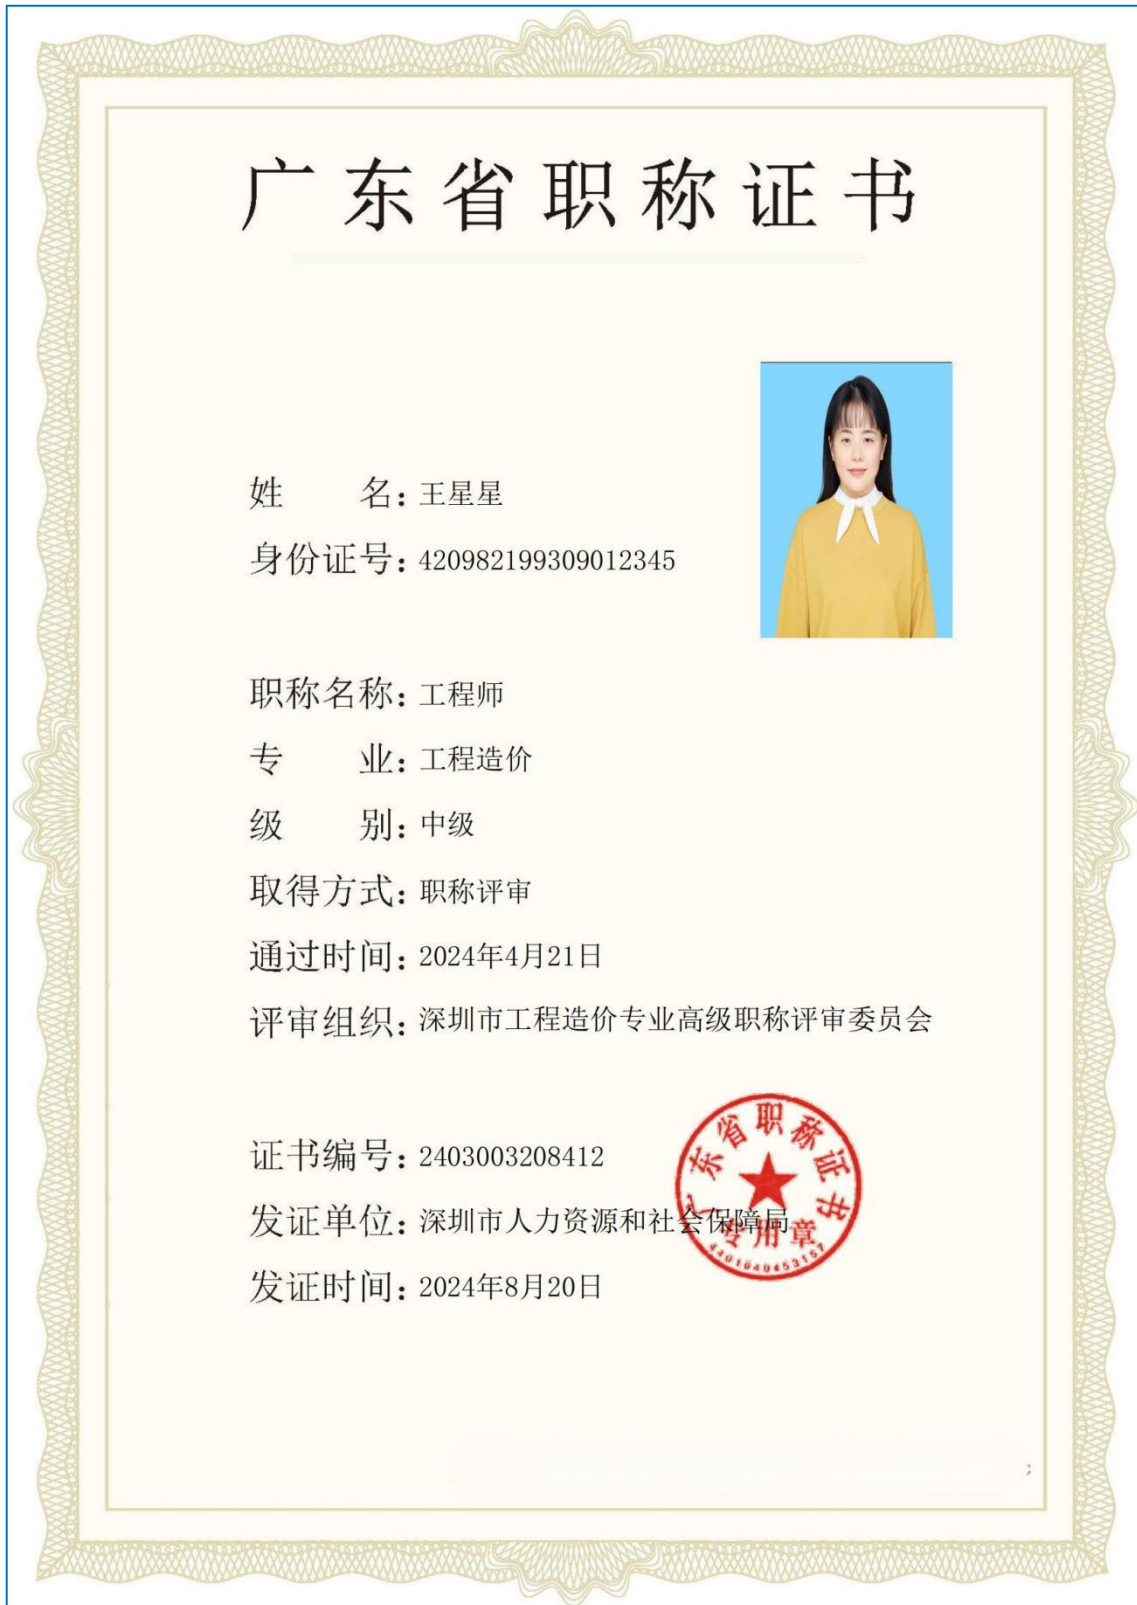 广东省职称证书
姓 名：王星星
身份证号：420982199309012345
职称名称：工程师
专 业：工程造价
级 别：中级
取得方式：职称评审
通过时间：2024年4月21日
评审组织：深圳市工程造价专业高级职称评审委员会
证书编号：2403003208412
发证单位：深圳市人力资源和社会保障局
发证时间：2024年8月20日
广东省职称证书
专用章
4401040453157